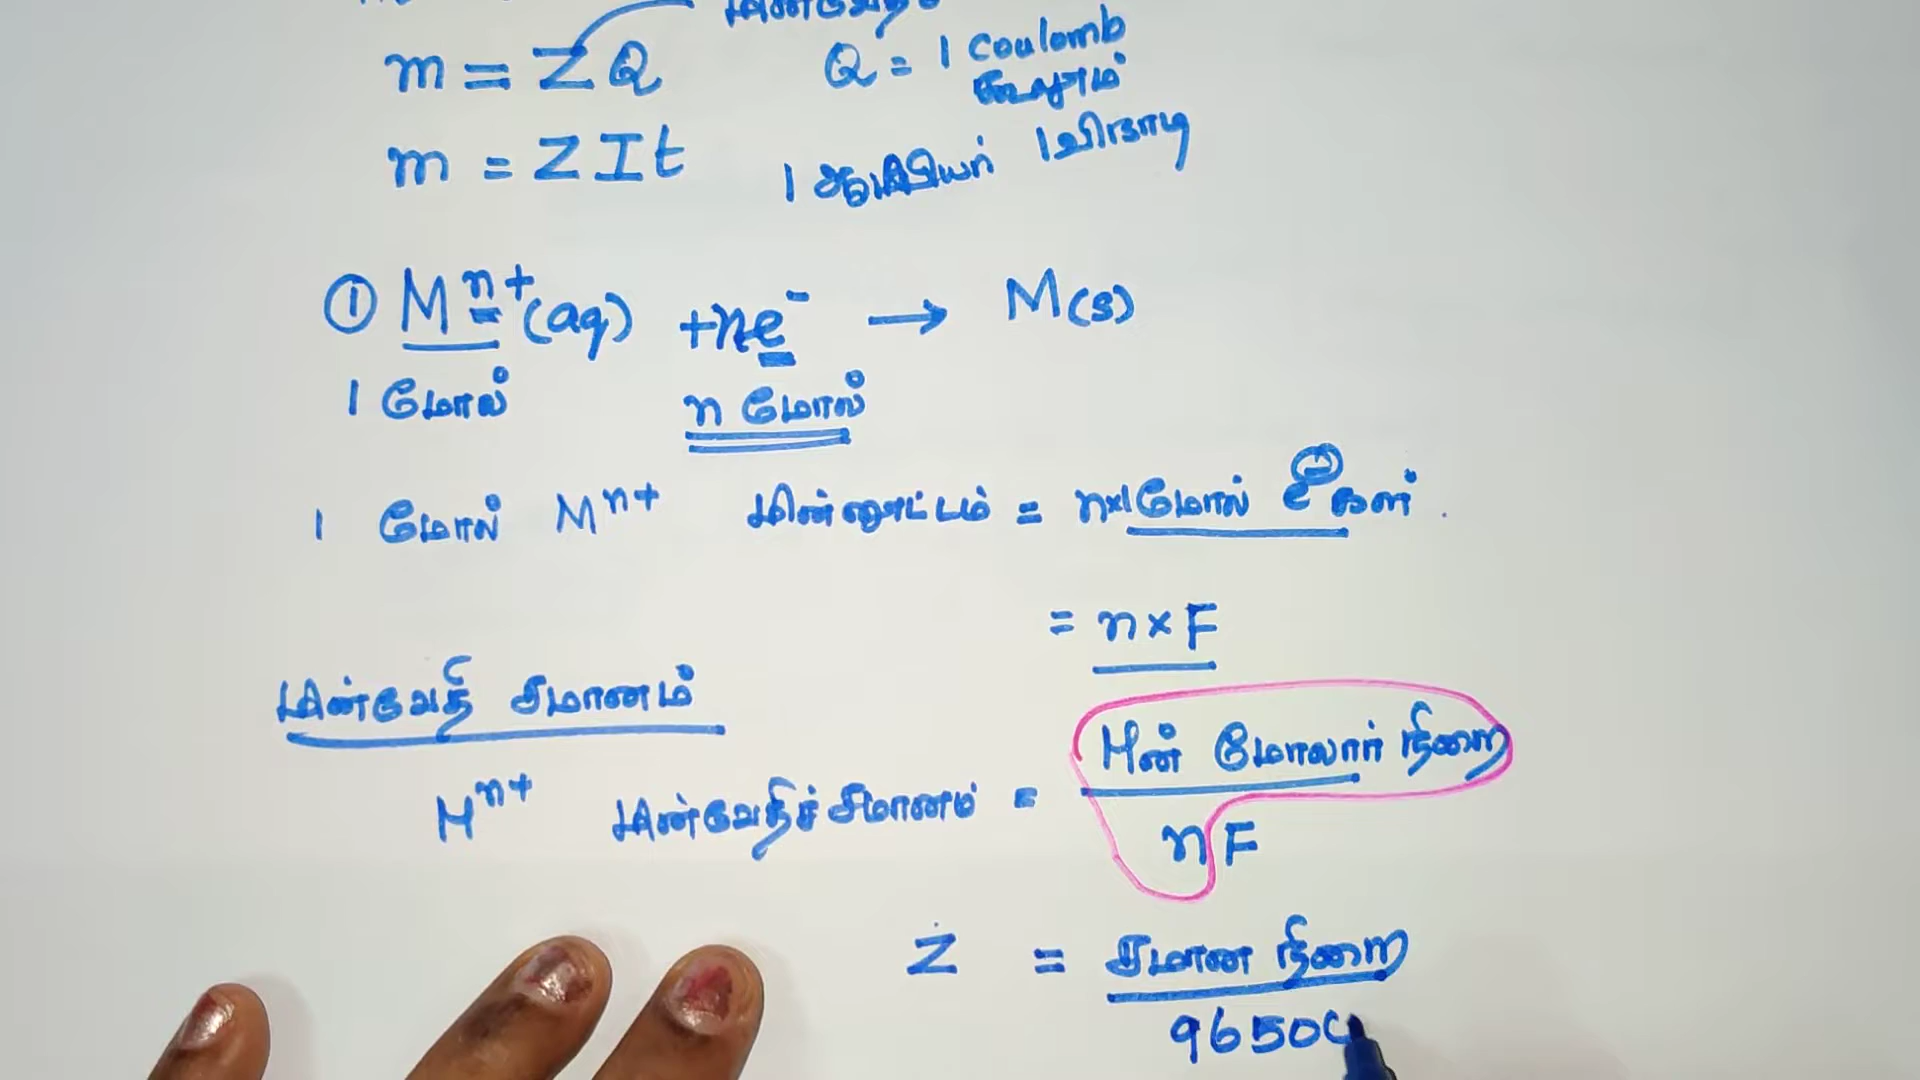 m = ZQ
Q = 1 Coulomb
கூலூம்
m = ZIt
1 ஆம்பியர் 1 விநாடி
① Mⁿ⁺(aq) + ne⁻ → M(s)
1 மோல் n மோல்
1 மோல் Mⁿ⁺ மின்னூட்டம் = n×1மோல் e⁻கள்.
= n×F
மின்வேதி சமானம்
Mⁿ⁺ மின்வேதிச் சமானம் = Mன் மோலார் நிறை
nF
Z = சமான நிறை
96500